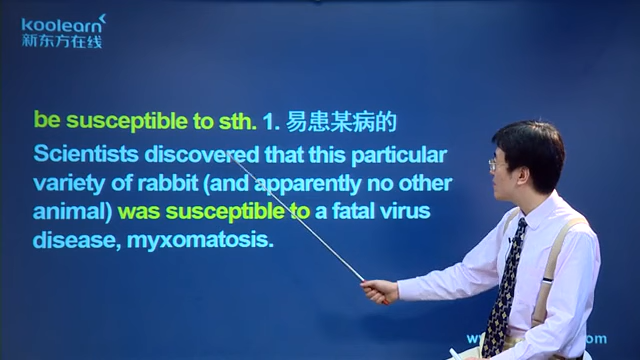 koolearn
新东方在线
be susceptible to sth. 1. 易患某病的
Scientists discovered that this particular
variety of rabbit (and apparently no other
animal) was susceptible to a fatal virus
disease, myxomatosis.